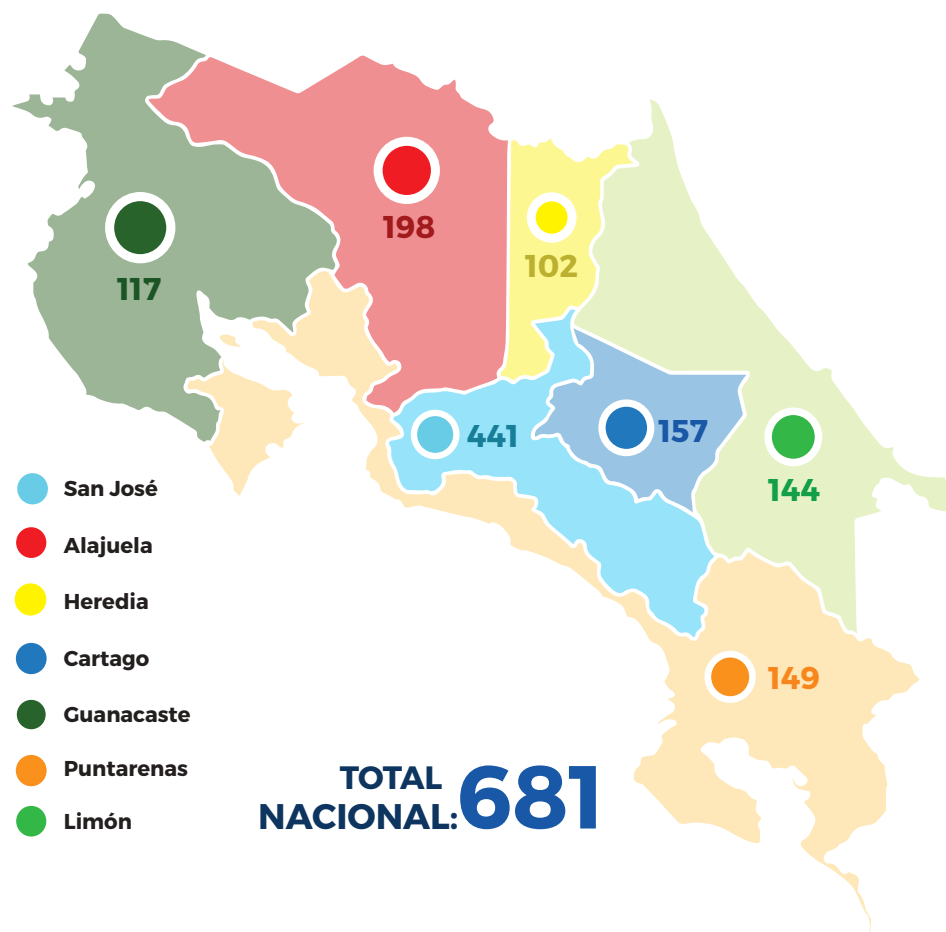 198
102
117
441
157
144
San José
Alajuela
Heredia
Cartago
Guanacaste
Puntarenas
Limón
149
TOTAL
NACIONAL: 681